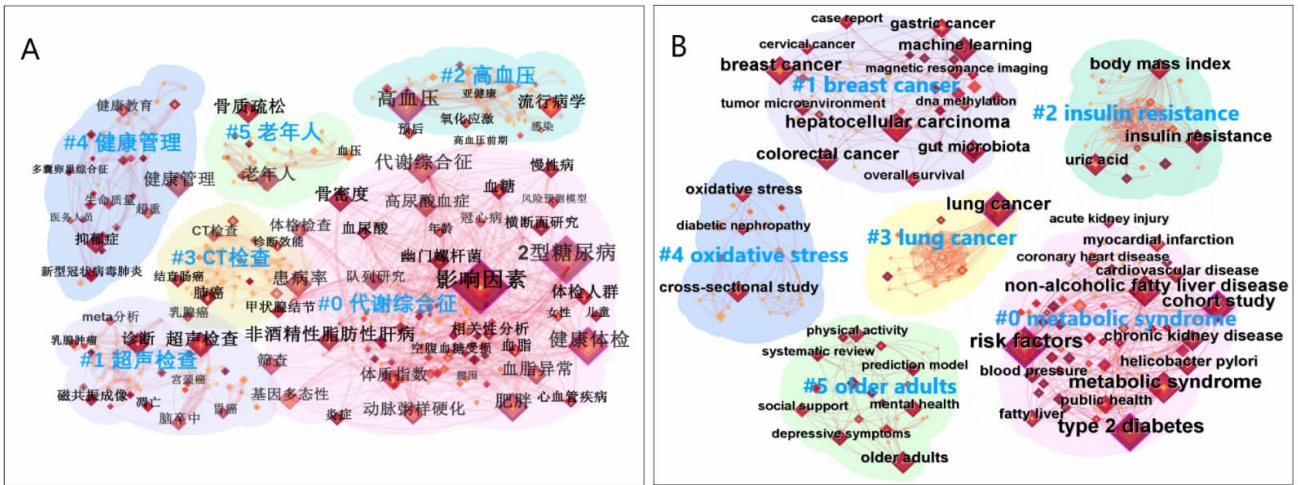 A
#2 高血压
高血压
亚健康
流行病学
氧化应激
预后
高血压前期
感染
健康教育
骨质疏松
#5 老年人
#4 健康管理
血压
多囊卵巢综合征
健康管理
老年人
代谢综合征
慢性病
生命质量
超重
骨密度
高尿酸血症
血糖
风险预测模型
医务人员
CT检查
体格检查
血尿酸
年龄
冠心病
横断面研究
抑郁症
诊断效能
#3 CT检查
幽门螺杆菌
2型糖尿病
新型冠状病毒肺炎
结直肠癌
患病率
队列研究
影响因素
肺癌
甲状腺结节
#0 代谢综合征
体检人群
乳腺癌
女性
儿童
meta分析
诊断
超声检查
非酒精性脂肪性肝病
相关性分析
健康体检
乳腺肿瘤
#1 超声检查
空腹血糖受损
血脂
筛查
宫颈癌
体质指数
腰围
血脂异常
磁共振成像
凋亡
基因多态性
胃癌
脑卒中
炎症
动脉粥样硬化
肥胖
心血管疾病
B
case report
gastric cancer
cervical cancer
machine learning
breast cancer
magnetic resonance imaging
#1 breast cancer
tumor microenvironment
dna methylation
hepatocellular carcinoma
colorectal cancer
gut microbiota
overall survival
body mass index
#2 insulin resistance
insulin resistance
uric acid
oxidative stress
diabetic nephropathy
#4 oxidative stress
cross-sectional study
lung cancer
#3 lung cancer
acute kidney injury
myocardial infarction
coronary heart disease
cardiovascular disease
non-alcoholic fatty liver disease
cohort study
#0 metabolic syndrome
risk factors
chronic kidney disease
helicobacter pylori
blood pressure
metabolic syndrome
public health
fatty liver
type 2 diabetes
physical activity
systematic review
prediction model
#5 older adults
social support
mental health
depressive symptoms
older adults